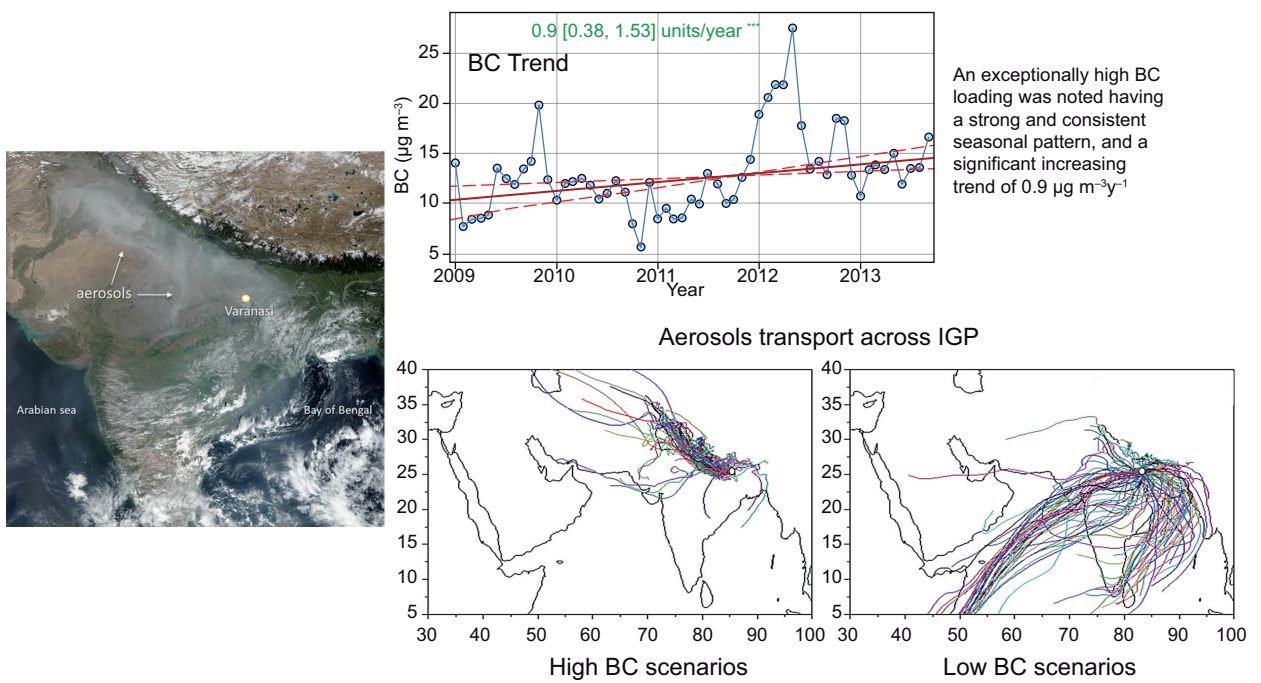 0.9 [0.38, 1.53] units/year ***
BC Trend
BC (µg m⁻³)
25
20
15
10
5
2009 2010 2011 2012 2013
Year
An exceptionally high BC
loading was noted having
a strong and consistent
seasonal pattern, and a
significant increasing
trend of 0.9 µg m⁻³y⁻¹
aerosols
Varanasi
Arabian sea
Bay of Bengal
Aerosols transport across IGP
40
35
30
25
20
15
10
5
30 40 50 60 70 80 90 100
High BC scenarios
40
35
30
25
20
15
10
5
30 40 50 60 70 80 90 100
Low BC scenarios